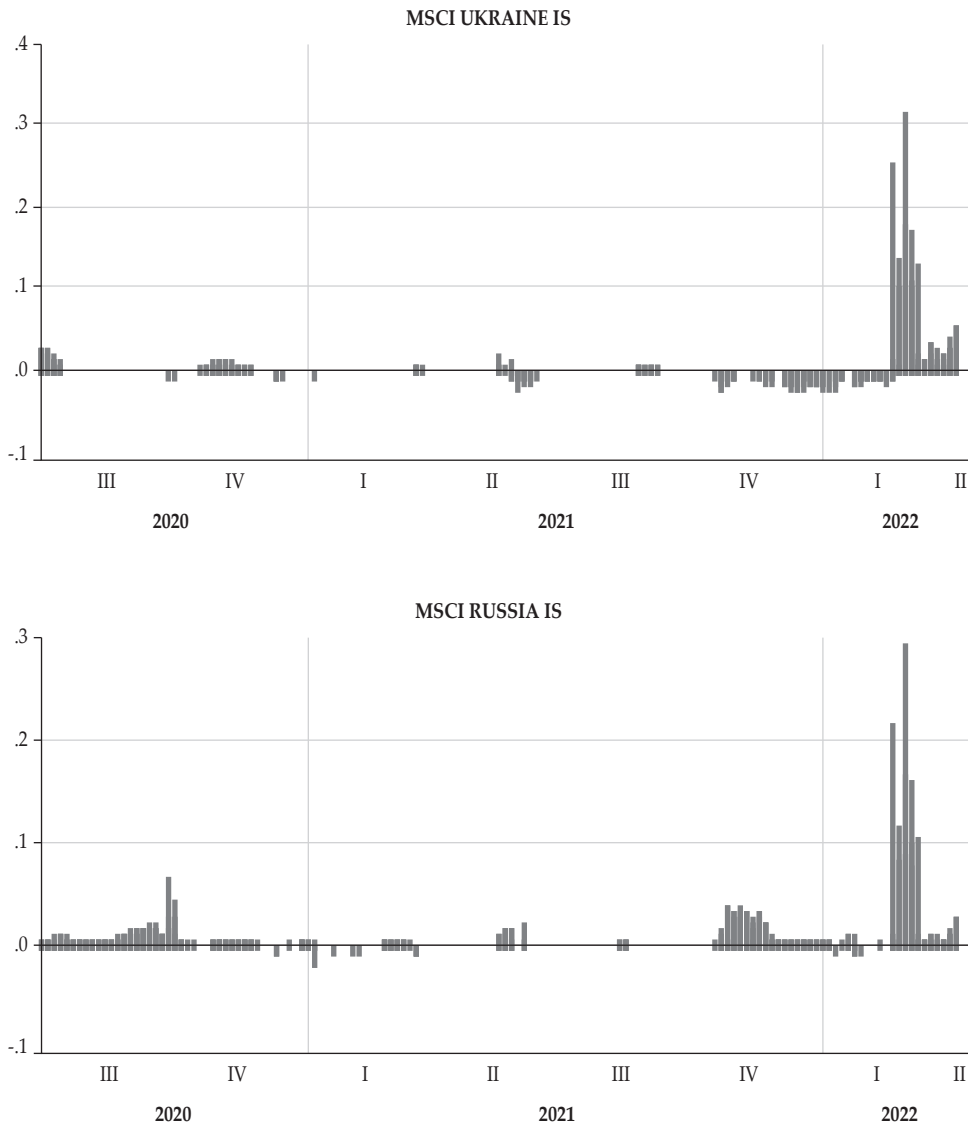 MSCI UKRAINE IS
.4
.3
.2
.1
.0
-.1
III IV I II III IV I II
2020 2021 2022
MSCI RUSSIA IS
.3
.2
.1
.0
-.1
III IV I II III IV I II
2020 2021 2022